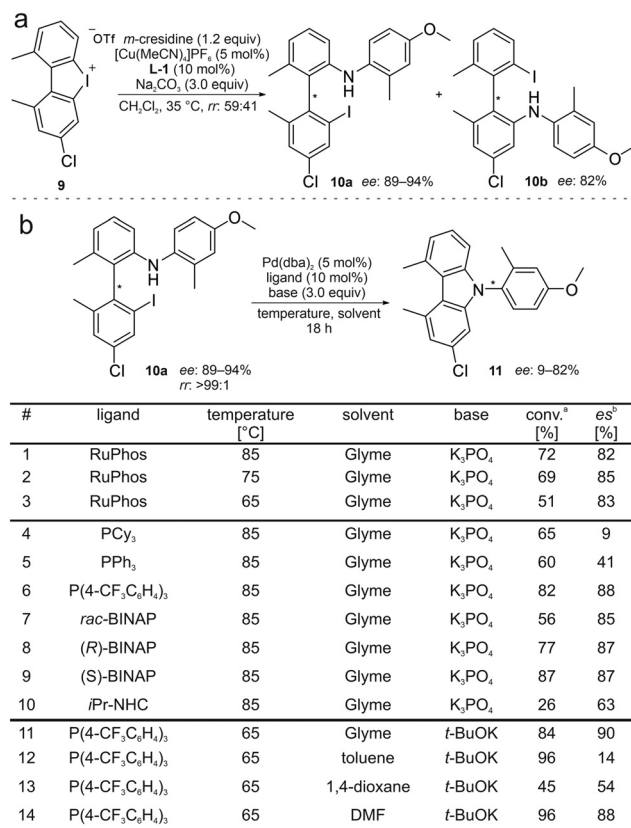 a
⁻OTf m-cresidine (1.2 equiv)
[Cu(MeCN)₄]PF₆ (5 mol%)
L-1 (10 mol%)
Na₂CO₃ (3.0 equiv)
CH₂Cl₂, 35 °C, rr: 59:41
I⁺
Cl
9
O
N
H
I
*
Cl
10a ee: 89–94%
+
I
H
N
*
O
Cl
10b ee: 82%
b
O
N
H
*
I
Cl
10a ee: 89–94%
rr: >99:1
Pd(dba)₂ (5 mol%)
ligand (10 mol%)
base (3.0 equiv)
temperature, solvent
18 h
N
*
O
Cl
11 ee: 9–82%
# ligand temperature solvent base conv.ᵃ esᵇ
[°C] [%] [%]
1 RuPhos 85 Glyme K₃PO₄ 72 82
2 RuPhos 75 Glyme K₃PO₄ 69 85
3 RuPhos 65 Glyme K₃PO₄ 51 83
4 PCy₃ 85 Glyme K₃PO₄ 65 9
5 PPh₃ 85 Glyme K₃PO₄ 60 41
6 P(4-CF₃C₆H₄)₃ 85 Glyme K₃PO₄ 82 88
7 rac-BINAP 85 Glyme K₃PO₄ 56 85
8 (R)-BINAP 85 Glyme K₃PO₄ 77 87
9 (S)-BINAP 85 Glyme K₃PO₄ 87 87
10 iPr-NHC 85 Glyme K₃PO₄ 26 63
11 P(4-CF₃C₆H₄)₃ 65 Glyme t-BuOK 84 90
12 P(4-CF₃C₆H₄)₃ 65 toluene t-BuOK 96 14
13 P(4-CF₃C₆H₄)₃ 65 1,4-dioxane t-BuOK 45 54
14 P(4-CF₃C₆H₄)₃ 65 DMF t-BuOK 96 88